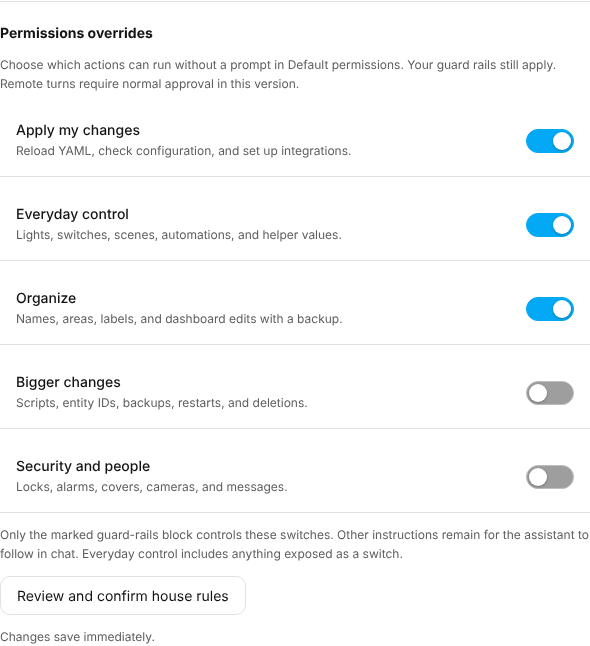 Permissions overrides
Choose which actions can run without a prompt in Default permissions. Your guard rails still apply.
Remote turns require normal approval in this version.
Apply my changes
Reload YAML, check configuration, and set up integrations.
Everyday control
Lights, switches, scenes, automations, and helper values.
Organize
Names, areas, labels, and dashboard edits with a backup.
Bigger changes
Scripts, entity IDs, backups, restarts, and deletions.
Security and people
Locks, alarms, covers, cameras, and messages.
Only the marked guard-rails block controls these switches. Other instructions remain for the assistant to
follow in chat. Everyday control includes anything exposed as a switch.
Review and confirm house rules
Changes save immediately.